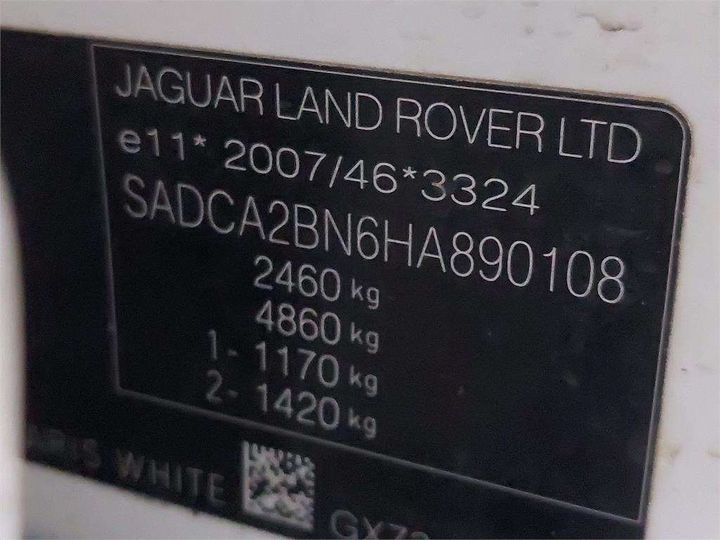 JAGUAR LAND ROVER LTD
e11* 2007/46*3324
SADCA2BN6HA890108
2460 kg
4860 kg
1- 1170 kg
2- 1420 kg
WHITE